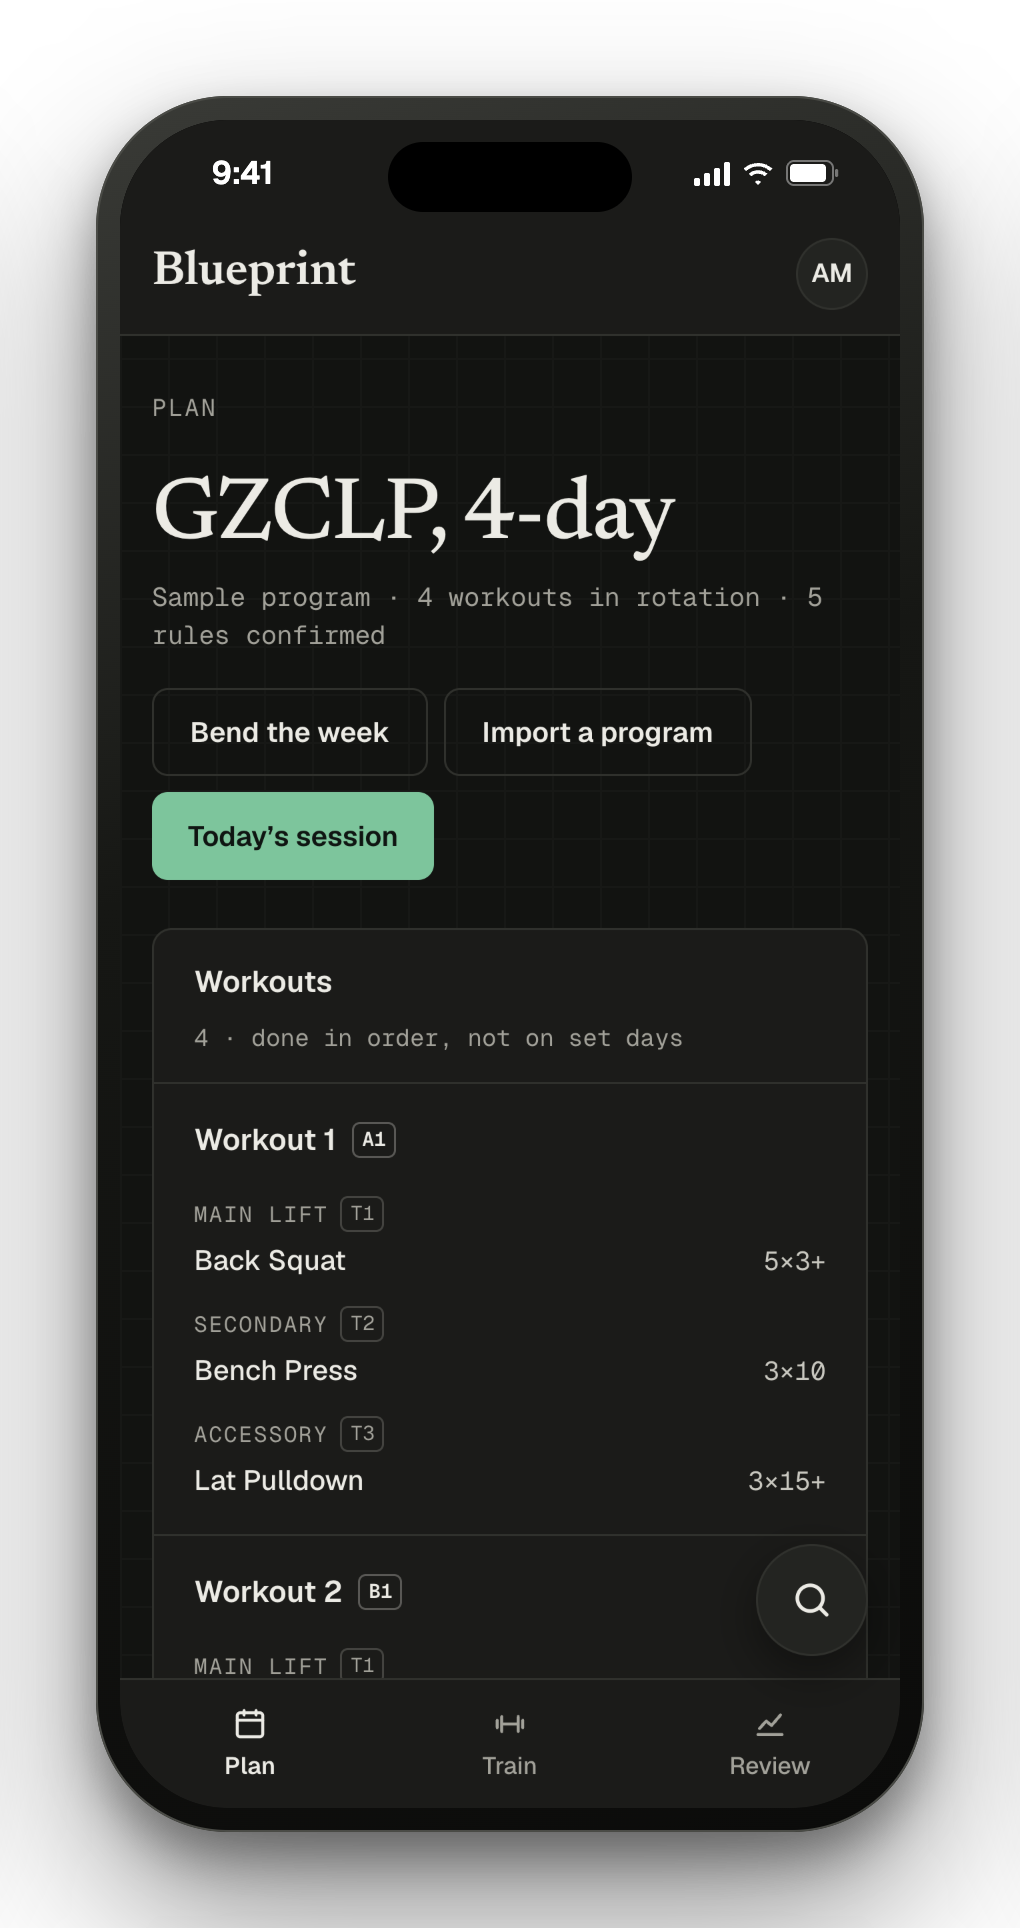 9:41
Blueprint
AM
PLAN
GZCLP, 4-day
Sample program · 4 workouts in rotation · 5
rules confirmed
Bend the week
Import a program
Today’s session
Workouts
4 · done in order, not on set days
Workout 1 A1
MAIN LIFT T1
Back Squat 5×3+
SECONDARY T2
Bench Press 3×10
ACCESSORY T3
Lat Pulldown 3×15+
Workout 2 B1
MAIN LIFT T1
Plan
Train
Review